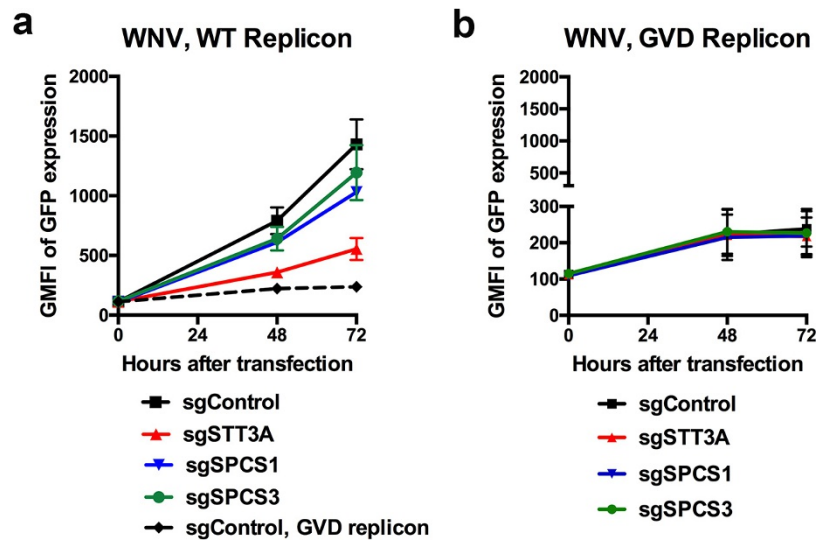 a
WNV, WT Replicon
GMFI of GFP expression
2000
1500
1000
500
0
0 24 48 72
Hours after transfection
sgControl
sgSTT3A
sgSPCS1
sgSPCS3
sgControl, GVD replicon
b
WNV, GVD Replicon
GMFI of GFP expression
2000
1500
1000
500
300
200
100
0
0 24 48 72
Hours after transfection
sgControl
sgSTT3A
sgSPCS1
sgSPCS3